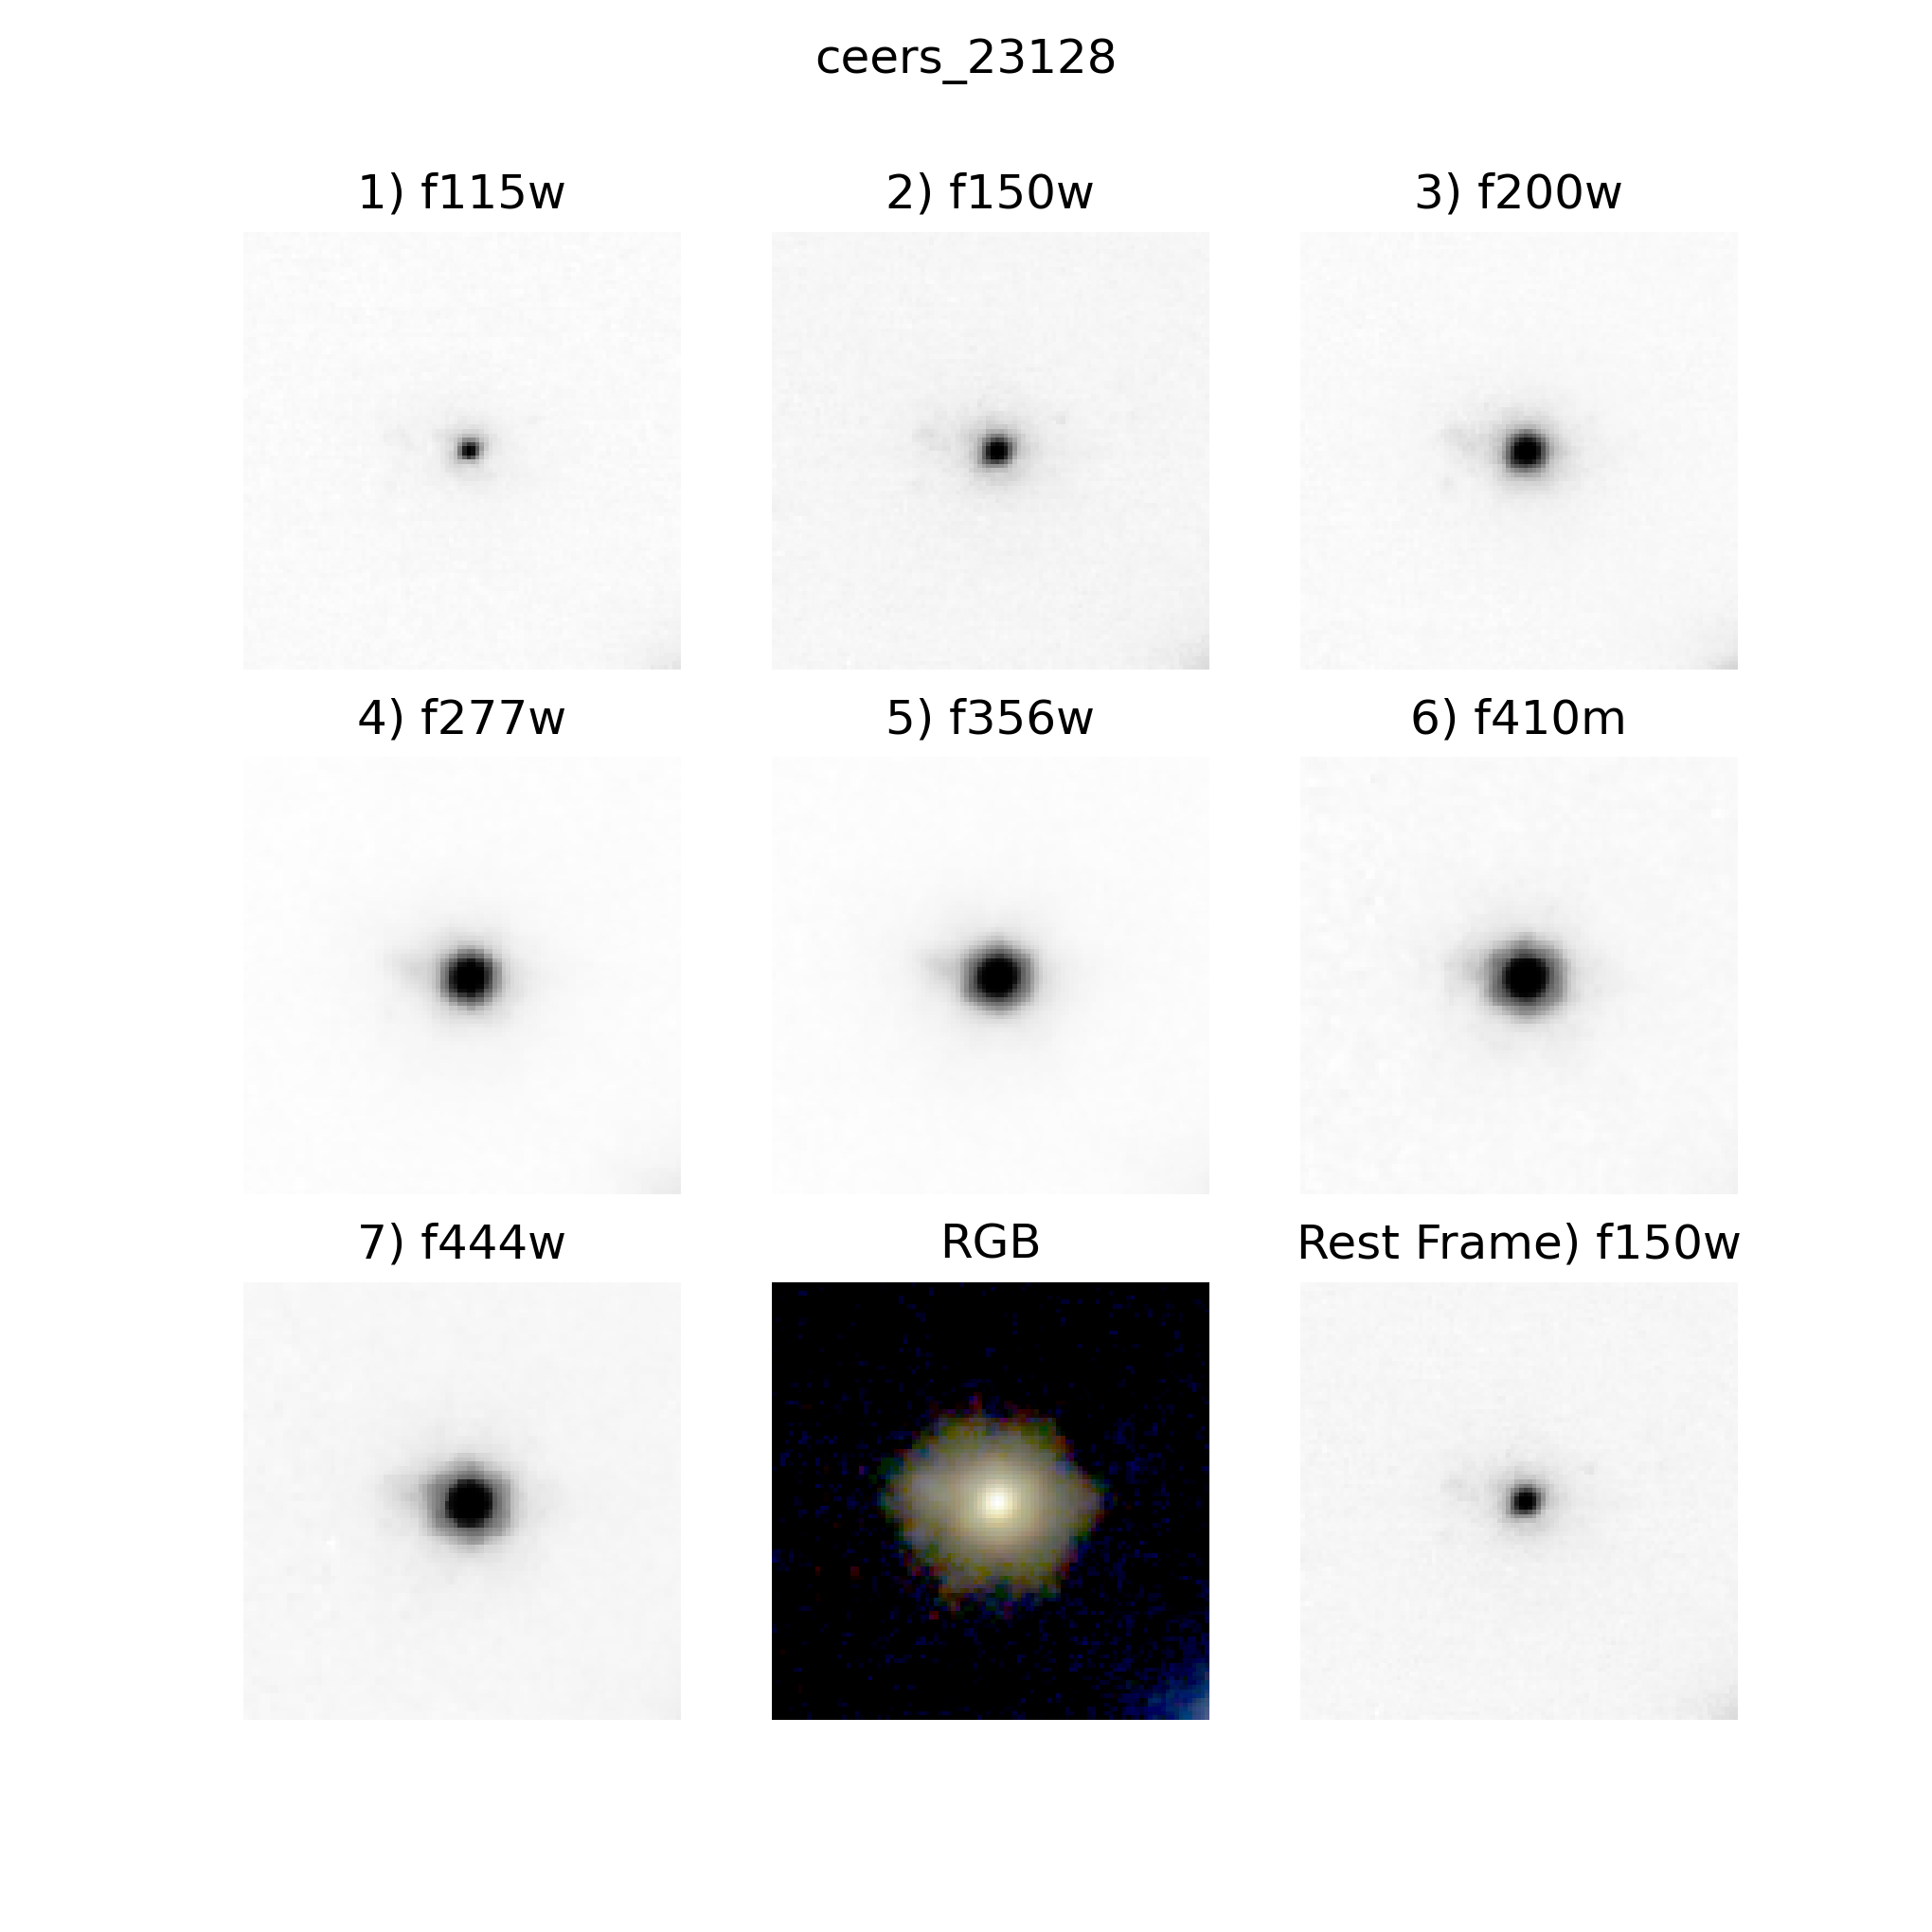 ceers_23128
1) f115w
2) f150w
3) f200w
4) f277w
5) f356w
6) f410m
7) f444w
RGB
Rest Frame) f150w